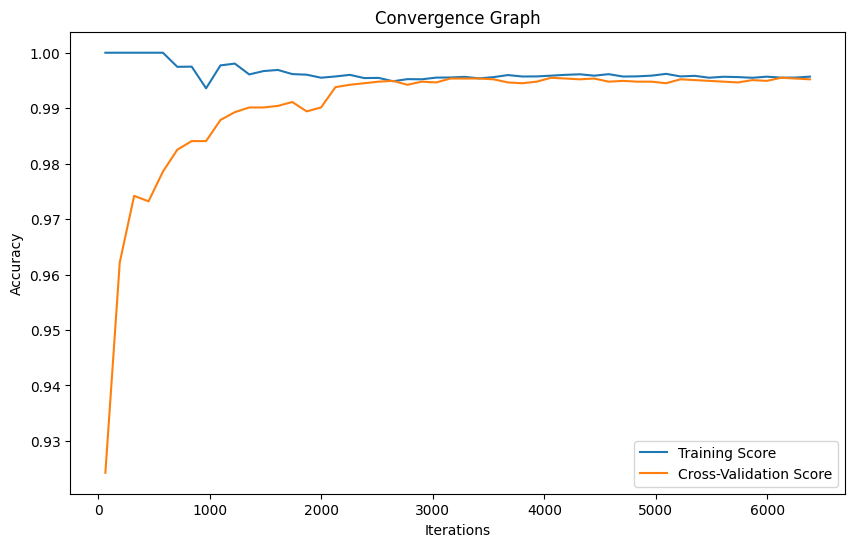 Convergence Graph
1.00
0.99
0.98
0.97
0.96
0.95
0.94
0.93
Accuracy
Training Score
Cross-Validation Score
0 1000 2000 3000 4000 5000 6000
Iterations